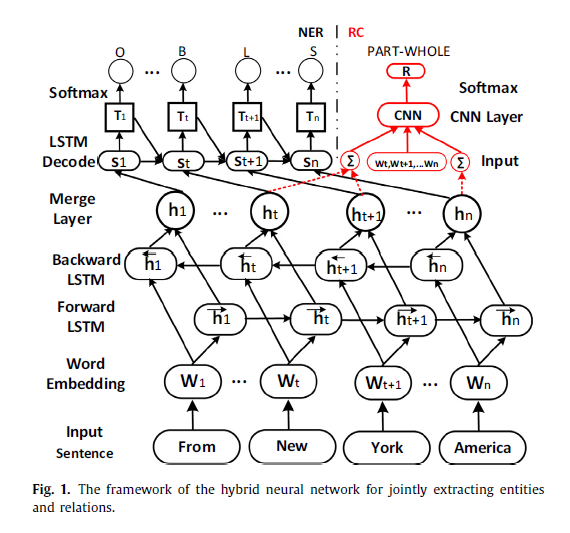 NER RC
O ... B L ... S PART-WHOLE
R
Softmax Softmax
T1 Tt Tt+1 Tn CNN CNN Layer
LSTM
Decode S1 St St+1 Sn Σ Wt,Wt+1,...Wn Σ Input
Merge
Layer h1 ... ht ht+1 ... hn
Backward
LSTM h1 ht ht+1 hn
Forward
LSTM h1 ht ht+1 hn
Word
Embedding W1 ... Wt Wt+1 ... Wn
Input
Sentence From New York America
Fig. 1. The framework of the hybrid neural network for jointly extracting entities
and relations.